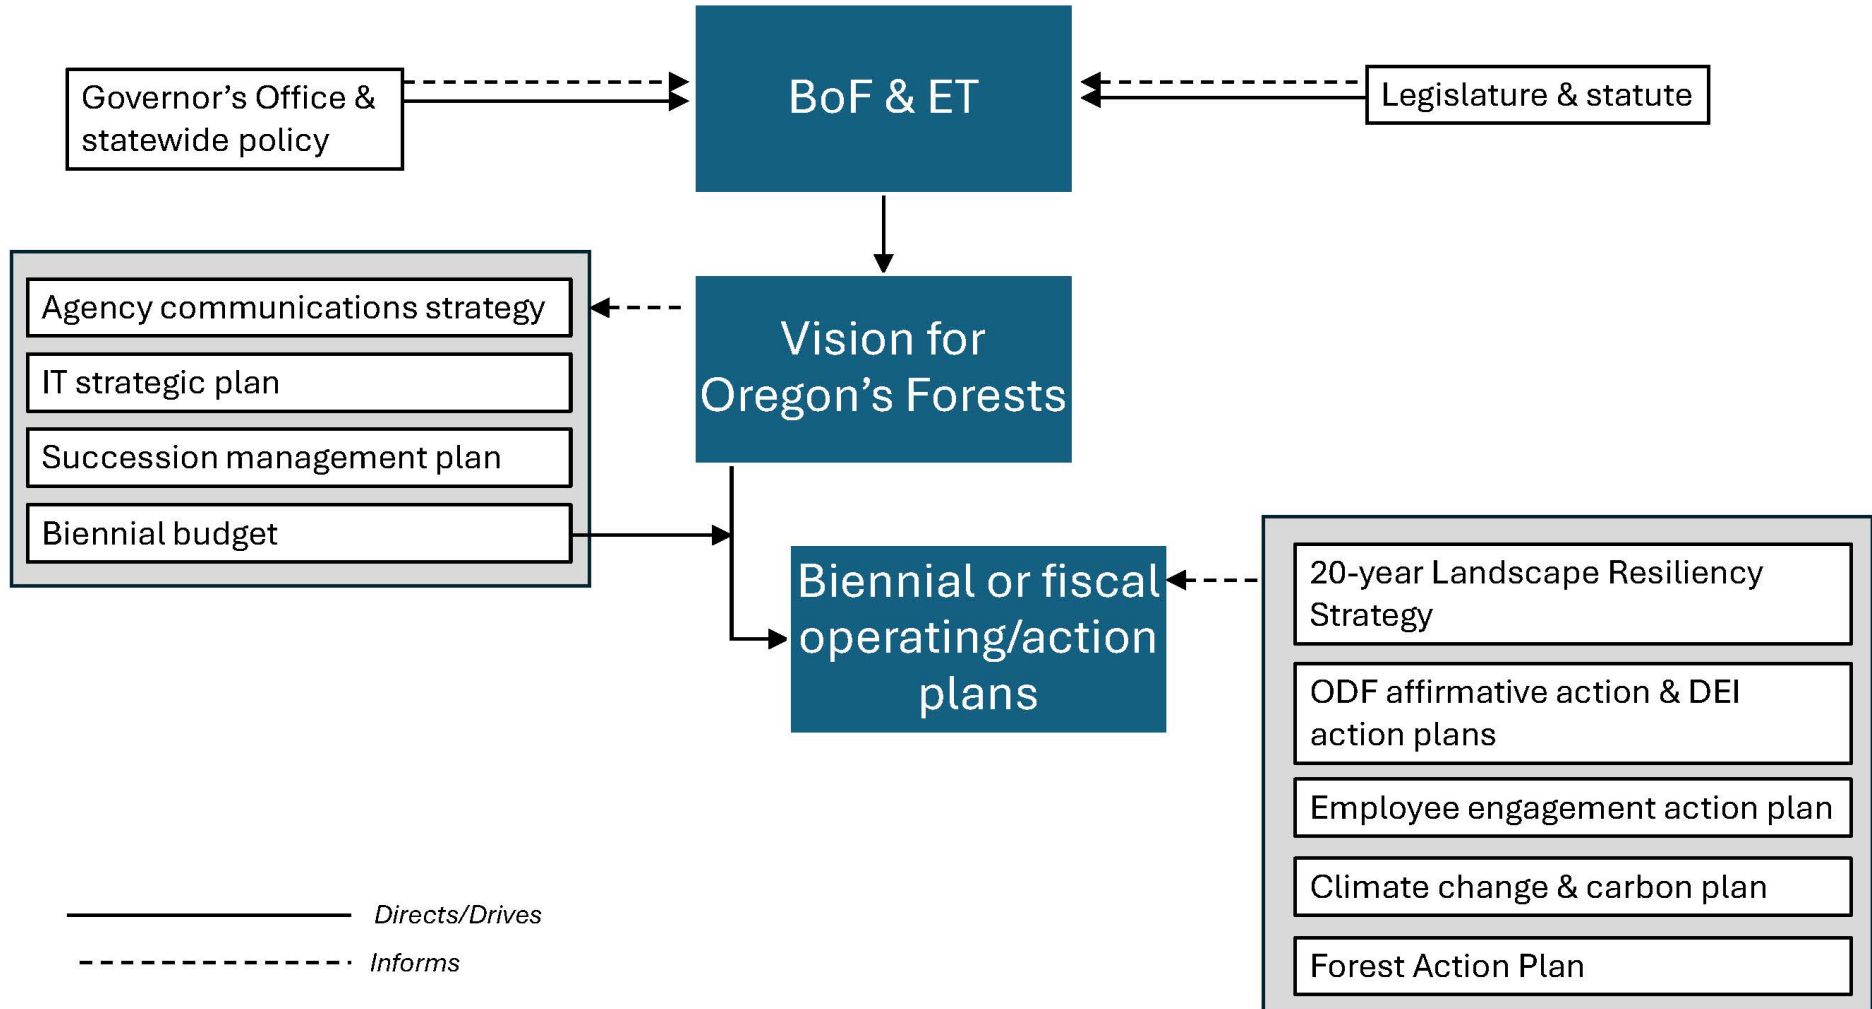 BoF & ET
Governor’s Office &
statewide policy
Legislature & statute
Vision for
Oregon’s Forests
Agency communications strategy
IT strategic plan
Succession management plan
Biennial budget
Biennial or fiscal
operating/action
plans
20-year Landscape Resiliency
Strategy
ODF affirmative action & DEI
action plans
Employee engagement action plan
Climate change & carbon plan
Forest Action Plan
Directs/Drives
Informs